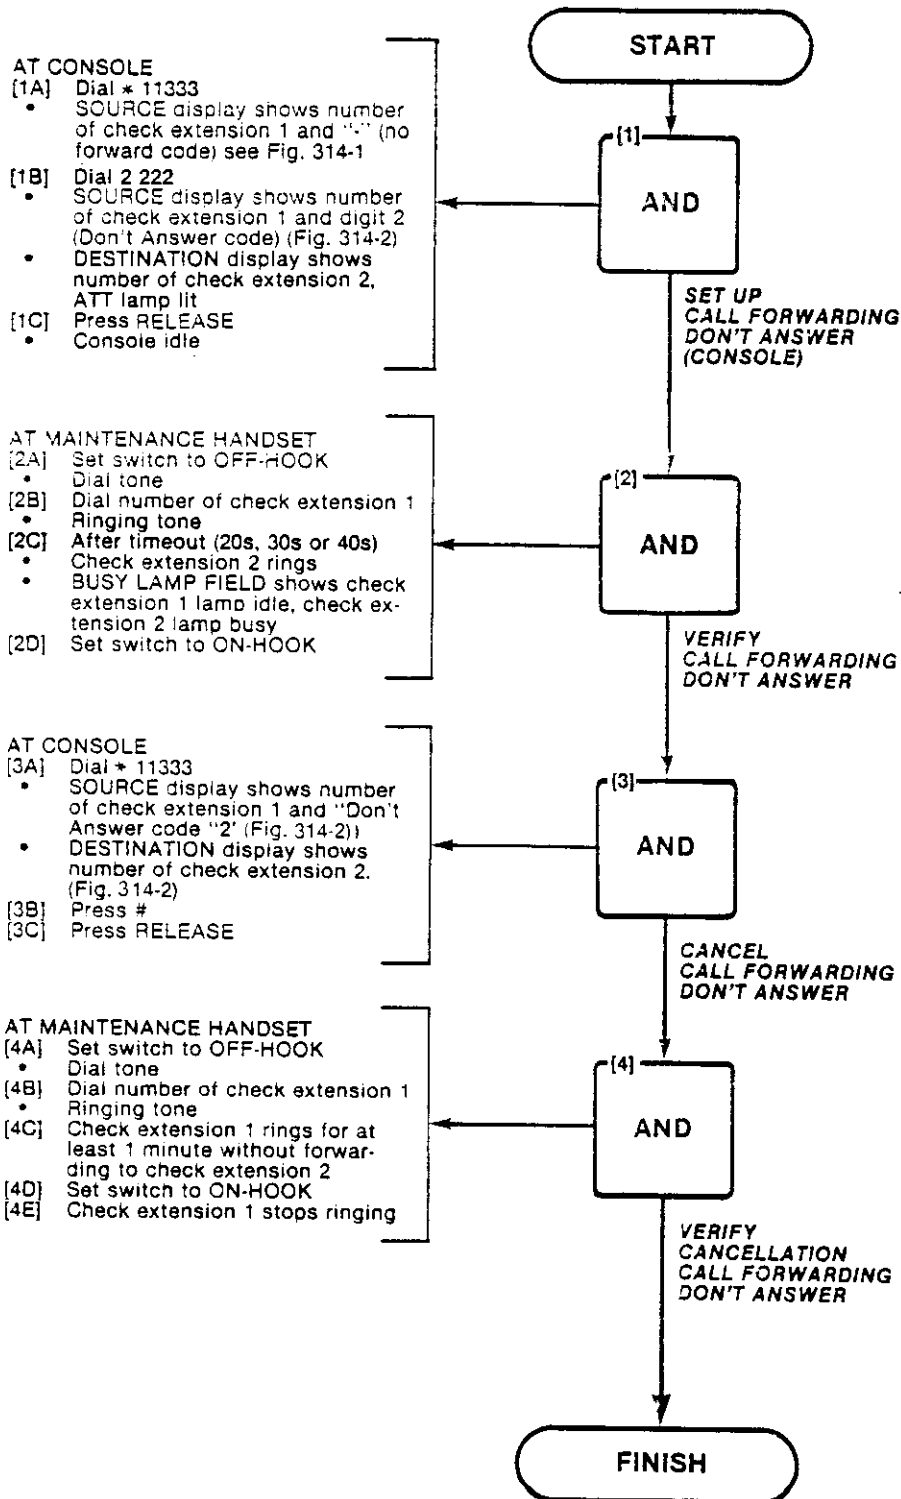 START
AT CONSOLE
[1A] Dial * 11333
• SOURCE display shows number
of check extension 1 and "-" (no
forward code) see Fig. 314-1
[1B] Dial 2 222
• SOURCE display shows number
of check extension 1 and digit 2
(Don't Answer code) (Fig. 314-2)
• DESTINATION display shows
number of check extension 2,
ATT lamp lit
[1C] Press RELEASE
• Console idle
[1]
AND
SET UP
CALL FORWARDING
DON'T ANSWER
(CONSOLE)
AT MAINTENANCE HANDSET
[2A] Set switch to OFF-HOOK
• Dial tone
[2B] Dial number of check extension 1
• Ringing tone
[2C] After timeout (20s, 30s or 40s)
• Check extension 2 rings
• BUSY LAMP FIELD shows check
extension 1 lamp idle, check ex-
tension 2 lamp busy
[2D] Set switch to ON-HOOK
[2]
AND
VERIFY
CALL FORWARDING
DON'T ANSWER
AT CONSOLE
[3A] Dial * 11333
• SOURCE display shows number
of check extension 1 and "Don't
Answer code "2' (Fig. 314-2))
• DESTINATION display shows
number of check extension 2.
(Fig. 314-2)
[3B] Press #
[3C] Press RELEASE
[3]
AND
CANCEL
CALL FORWARDING
DON'T ANSWER
AT MAINTENANCE HANDSET
[4A] Set switch to OFF-HOOK
• Dial tone
[4B] Dial number of check extension 1
• Ringing tone
[4C] Check extension 1 rings for at
least 1 minute without forwar-
ding to check extension 2
[4D] Set switch to ON-HOOK
[4E] Check extension 1 stops ringing
[4]
AND
VERIFY
CANCELLATION
CALL FORWARDING
DON'T ANSWER
FINISH